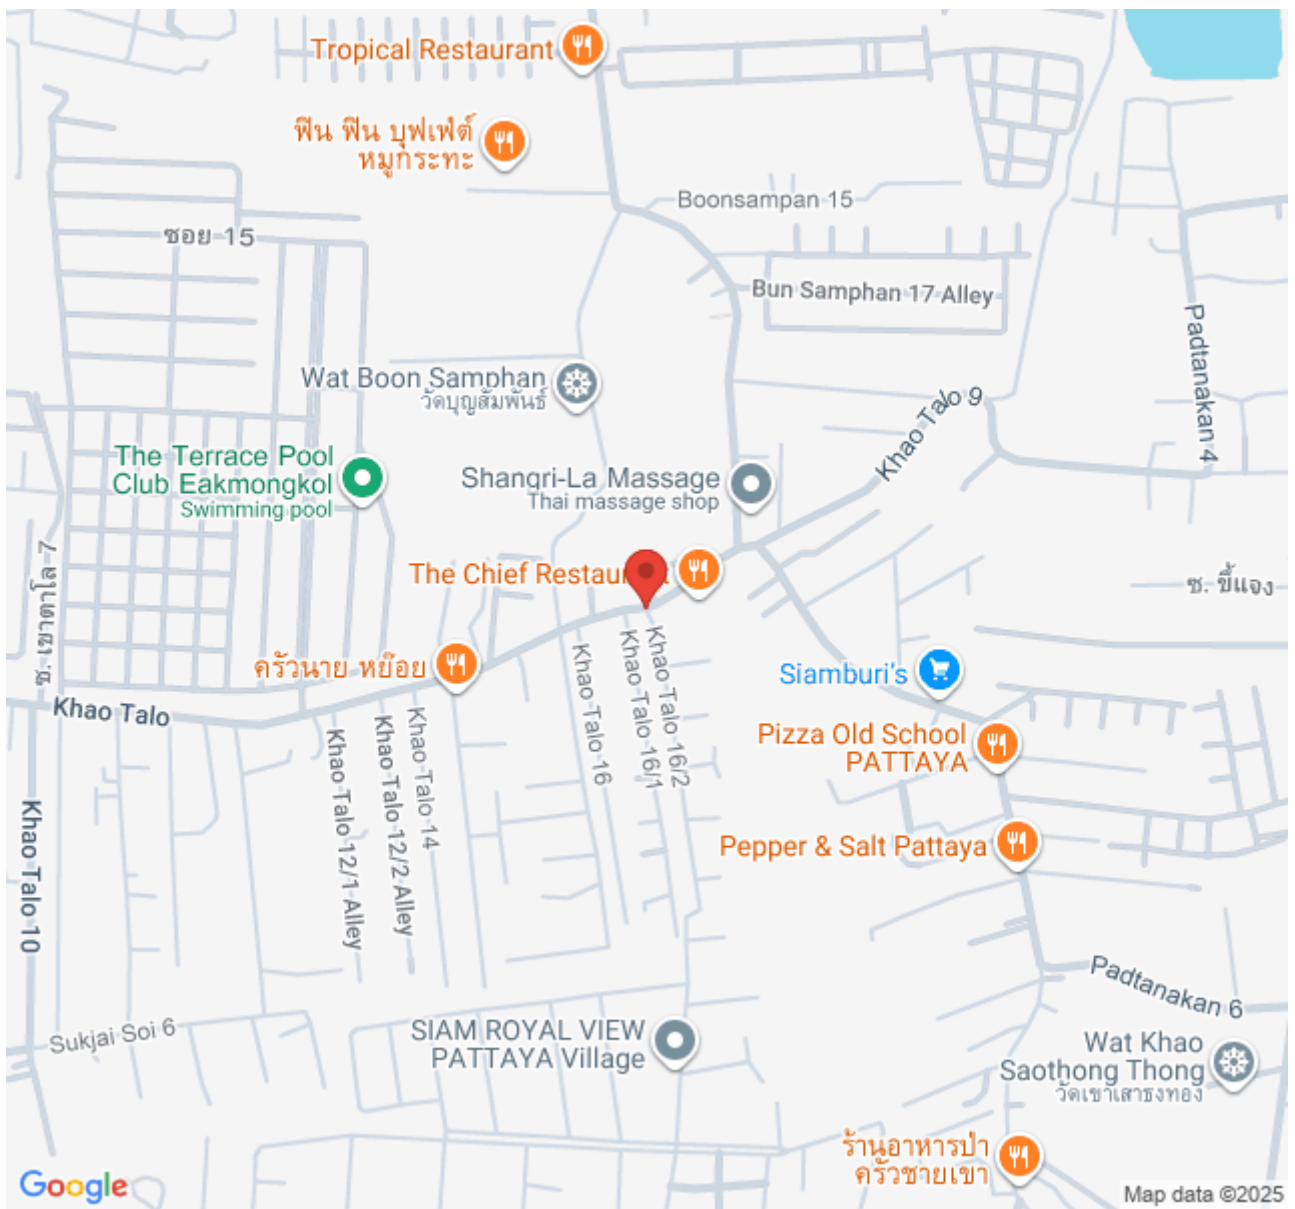 Tropical Restaurant
ฟิน ฟิน บุฟเฟ่ต์
หมูกระทะ
Boonsampan 15
ซอย 15
Bun Samphan 17 Alley
Padtanakan 4
Wat Boon Samphan
วัดบุญสัมพันธ์
Khao Talo 9
The Terrace Pool
Club Eakmongkol
Swimming pool
Shangri-La Massage
Thai massage shop
ซ. เขาตาโล 7
The Chief Restaurant
ซ. ขี้แจง
ครัวนาย หย๊อย
Khao Talo
Khao Talo 16
Khao Talo 16/1
Khao Talo 16/2
Siamburi's
Pizza Old School
PATTAYA
Khao Talo 12/1 Alley
Khao Talo 12/2 Alley
Khao Talo 14
Khao Talo 10
Pepper & Salt Pattaya
Padtanakan 6
Sukjai Soi 6
SIAM ROYAL VIEW
PATTAYA Village
Wat Khao
Saothong Thong
วัดเขาเสาธงทอง
ร้านอาหารป่า
ครัวชายเขา
Google
Map data ©2025